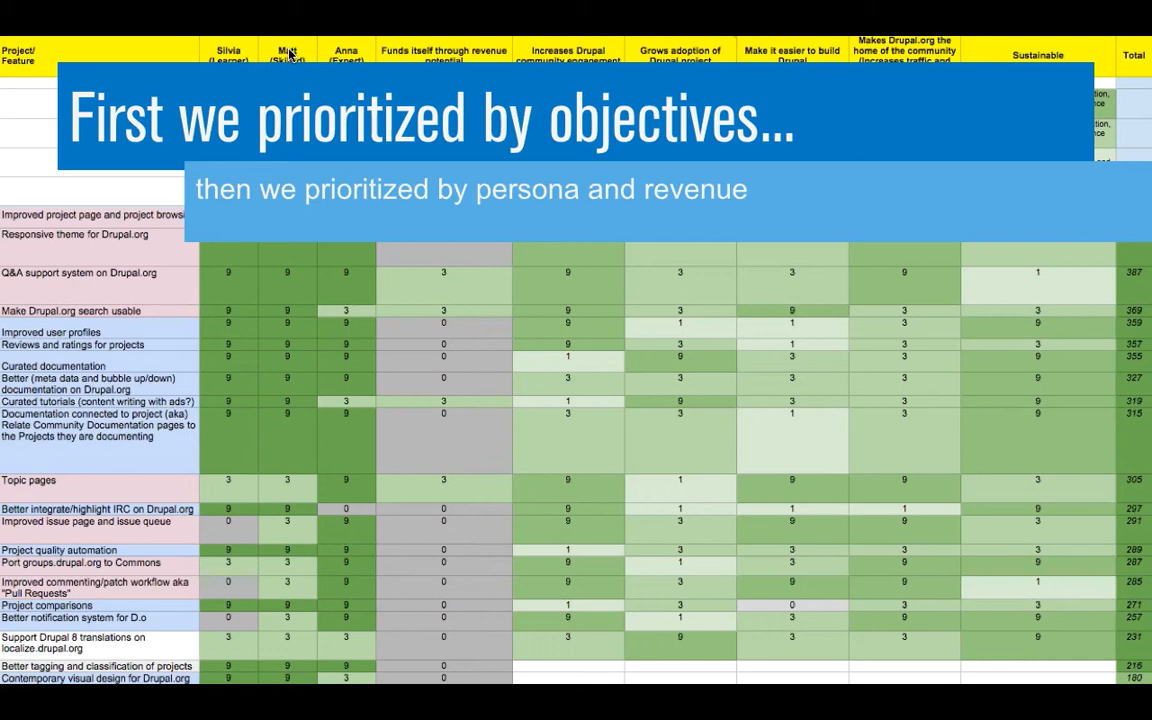 Project/ Silvia Matt Anna Funds itself through revenue Increases Drupal Grows adoption of Make it easier to build Makes Drupal.org the home of the community Sustainable Total
Feature (Learner) (Expert) potential community engagement Drupal project Drupal (Increases traffic and
First we prioritized by objectives...
then we prioritized by persona and revenue
Improved project page and project
Responsive theme for Drupal.org
Q&A support system on Drupal.org 9 9 9 3 9 3 3 9 1 387
Make Drupal.org search usable 9 9 3 3 9 3 9 3 3 369
Improved user profiles 9 9 9 0 9 1 1 3 9 359
Reviews and ratings for projects 9 9 9 0 9 3 1 3 3 357
Curated documentation 9 9 9 0 1 9 3 3 9 355
Better (meta data and bubble up/down) 9 9 9 0 3 3 3 3 9 327
documentation on Drupal.org
Curated tutorials (content writing with ads?) 9 9 3 3 1 9 3 3 9 319
Documentation connected to project (aka) 9 9 9 0 3 3 1 3 9 315
Relate Community Documentation pages to
the Projects they are documenting
Topic pages 3 3 9 3 9 1 9 9 3 305
Better integrate/highlight IRC on Drupal.org 9 9 0 0 9 1 1 1 9 297
Improved issue page and issue queue 0 3 9 0 9 3 9 9 3 291
Project quality automation 9 9 9 0 1 3 3 3 3 289
Port groups.drupal.org to Commons 3 3 9 0 9 1 3 9 9 287
Improved commenting/patch workflow aka 0 3 9 0 9 3 9 9 1 285
"Pull Requests"
Project comparisons 9 9 9 0 1 3 0 3 3 271
Better notification system for D.o 0 3 9 0 9 1 3 9 9 257
Support Drupal 8 translations on 3 3 3 0 3 9 3 3 9 231
localize.drupal.org
Better tagging and classification of projects 9 9 9 0 216
Contemporary visual design for Drupal.org 9 9 3 0 180